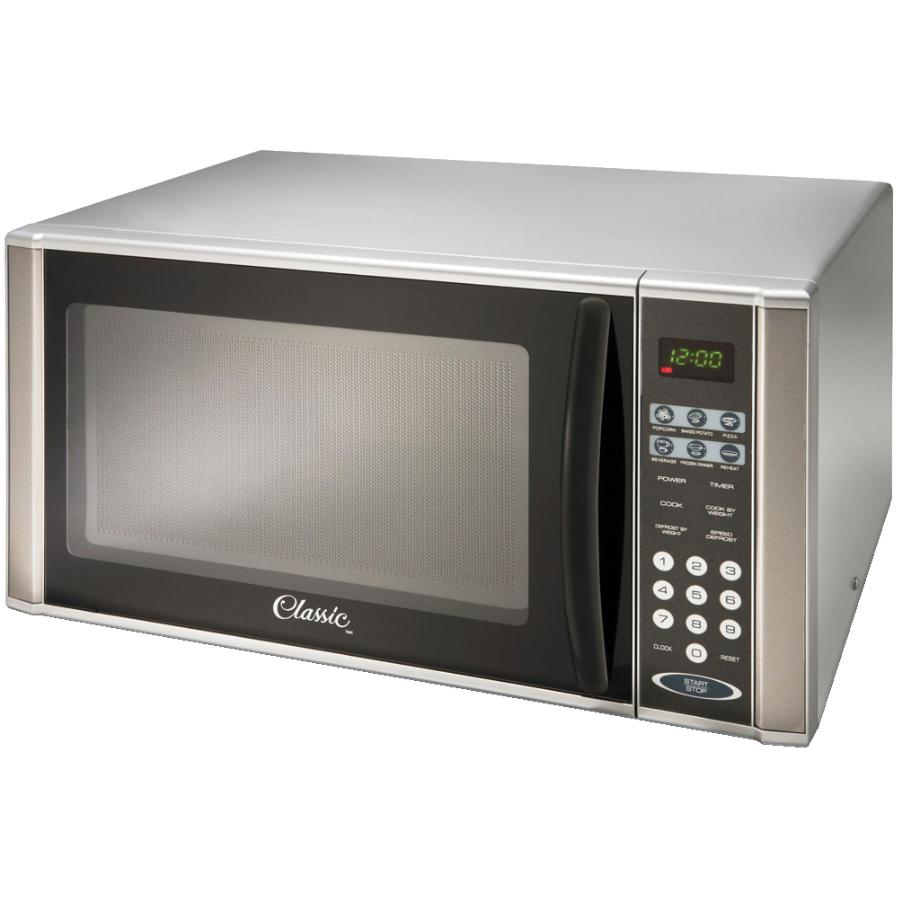 12:00
POPCORN BAKED POTATO PIZZA
BEVERAGE FROZEN DINNER REHEAT
POWER TIMER
COOK COOK BY WEIGHT
DEFROST BY WEIGHT SPEED DEFROST
1 2 3
4 5 6
7 8 9
CLOCK 0 RESET
START
STOP
Classic